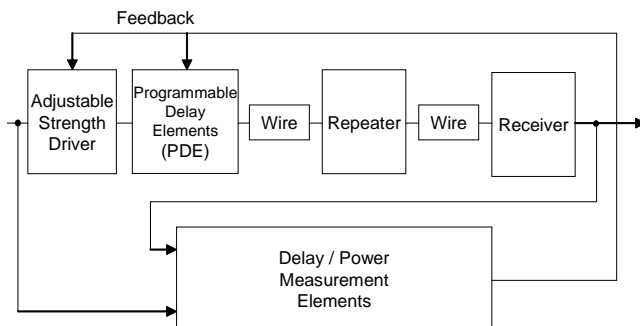 Feedback
Adjustable
Strength
Driver
Programmable
Delay
Elements
(PDE)
Wire
Repeater
Wire
Receiver
Delay / Power
Measurement
Elements